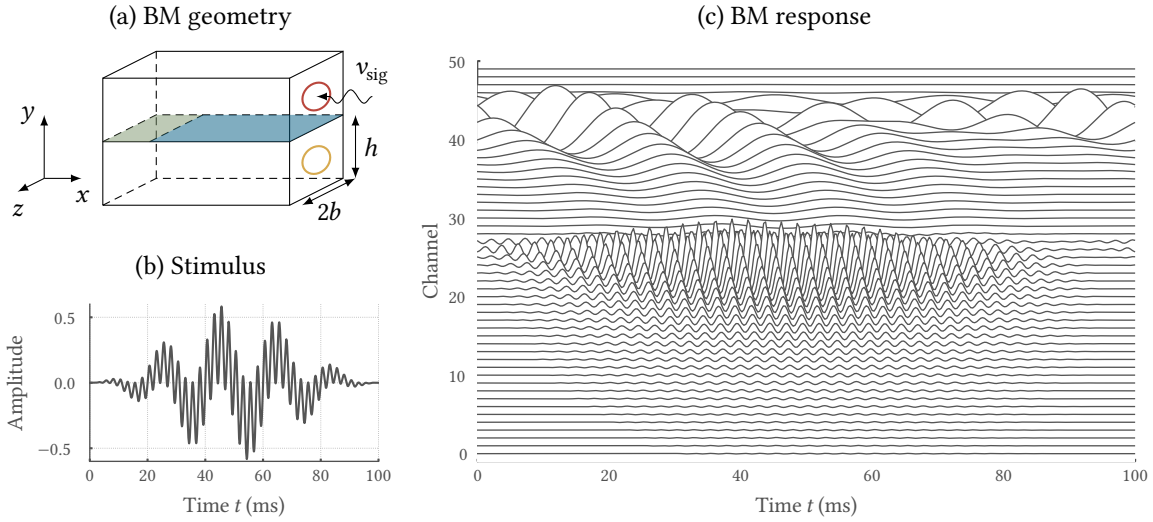 (a) BM geometry
v_sig
y
x
z
h
2b
(b) Stimulus
Amplitude
0.5
0.0
−0.5
0 20 40 60 80 100
Time t (ms)
(c) BM response
Channel
50
40
30
20
10
0
0 20 40 60 80 100
Time t (ms)